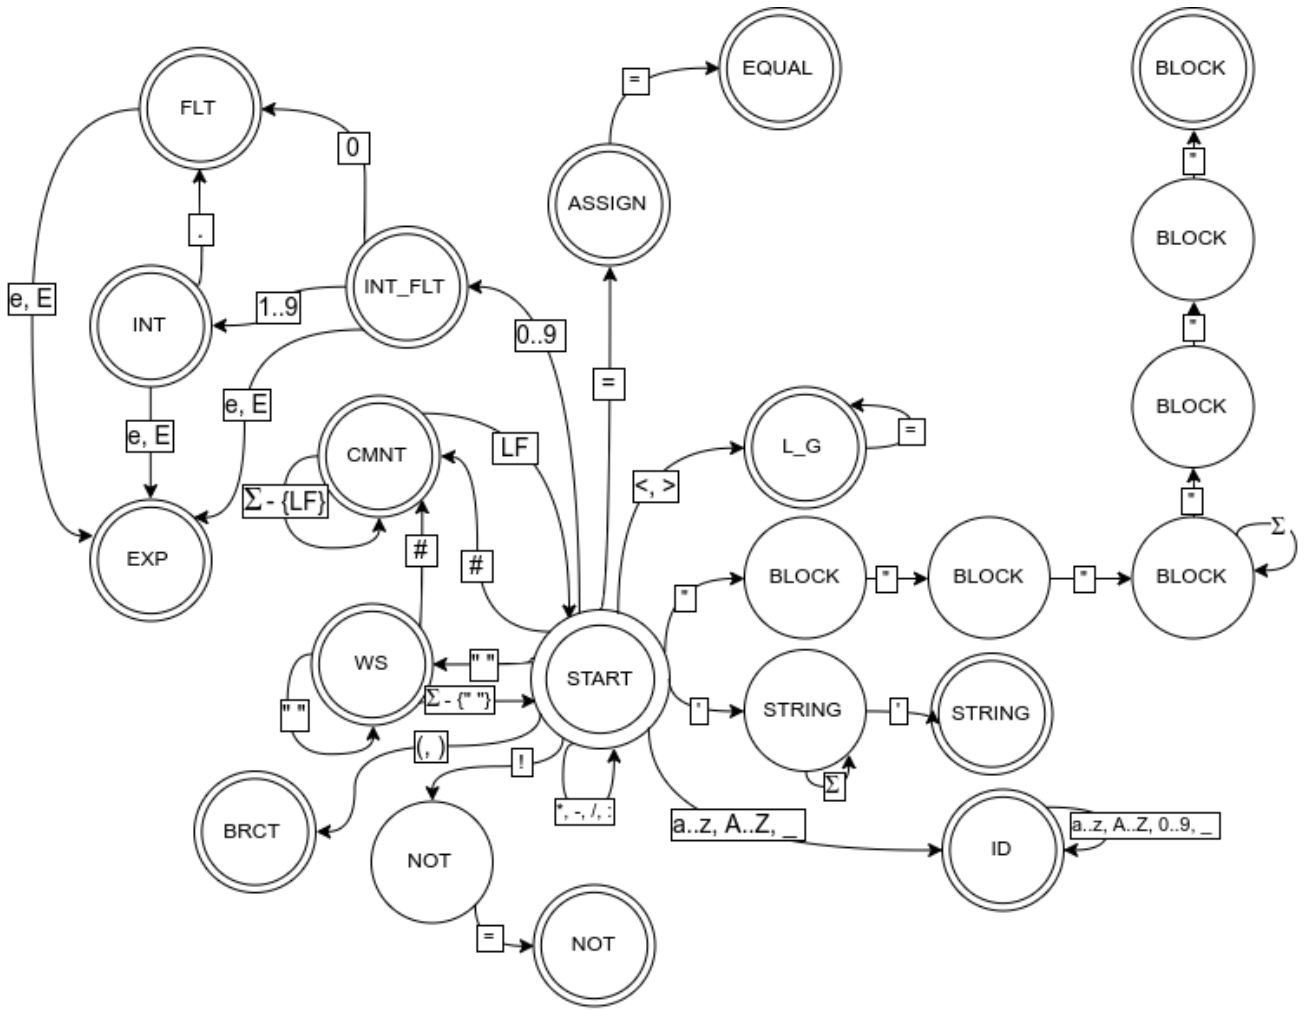 EQUAL
BLOCK
=
FLT
0
"
ASSIGN
.
BLOCK
INT_FLT
e, E
1..9
INT
0..9
"
=
e, E
BLOCK
e, E
=
CMNT
LF
L_G
<, >
Σ - {LF}
"
Σ
#
#
EXP
BLOCK
"
BLOCK
"
BLOCK
"
WS
" "
START
Σ - {" "}
" "
'
STRING
'
STRING
(, )
!
Σ
*, -, /, :
BRCT
a..z, A..Z, _
a..z, A..Z, 0..9, _
ID
NOT
=
NOT